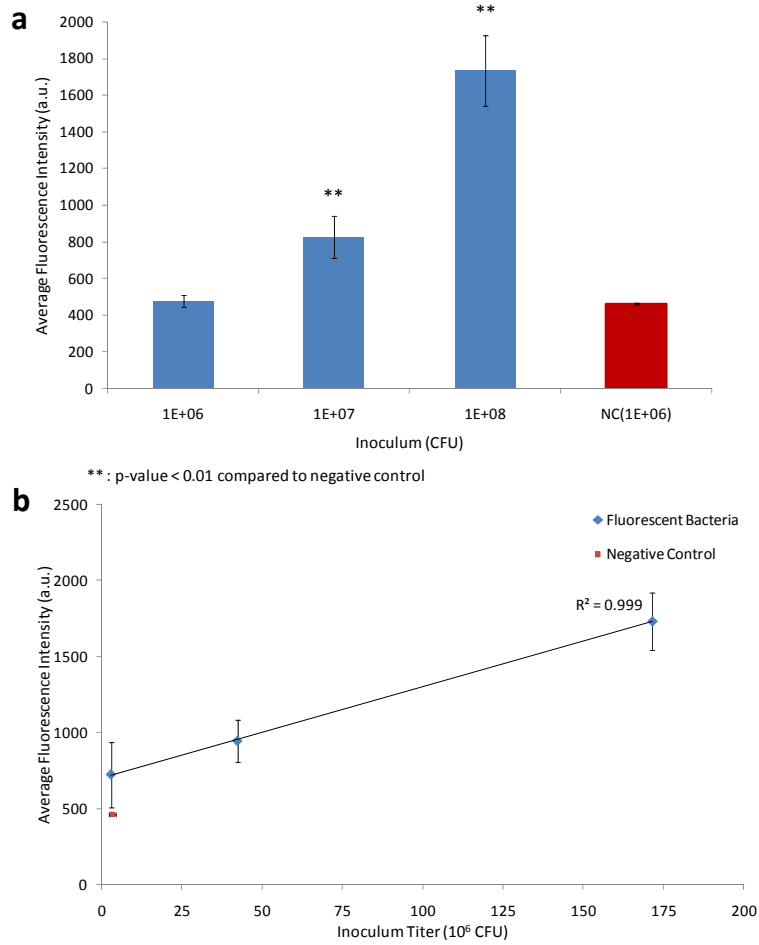 a
2000
1800
1600
1400
1200
1000
800
600
400
200
0
Average Fluorescence Intensity (a.u.)
**
**
1E+06 1E+07 1E+08 NC(1E+06)
Inoculum (CFU)
** : p-value < 0.01 compared to negative control
b
2500
2000
1500
1000
500
0
Average Fluorescence Intensity (a.u.)
Fluorescent Bacteria
Negative Control
R² = 0.999
0 25 50 75 100 125 150 175 200
Inoculum Titer (10⁶ CFU)